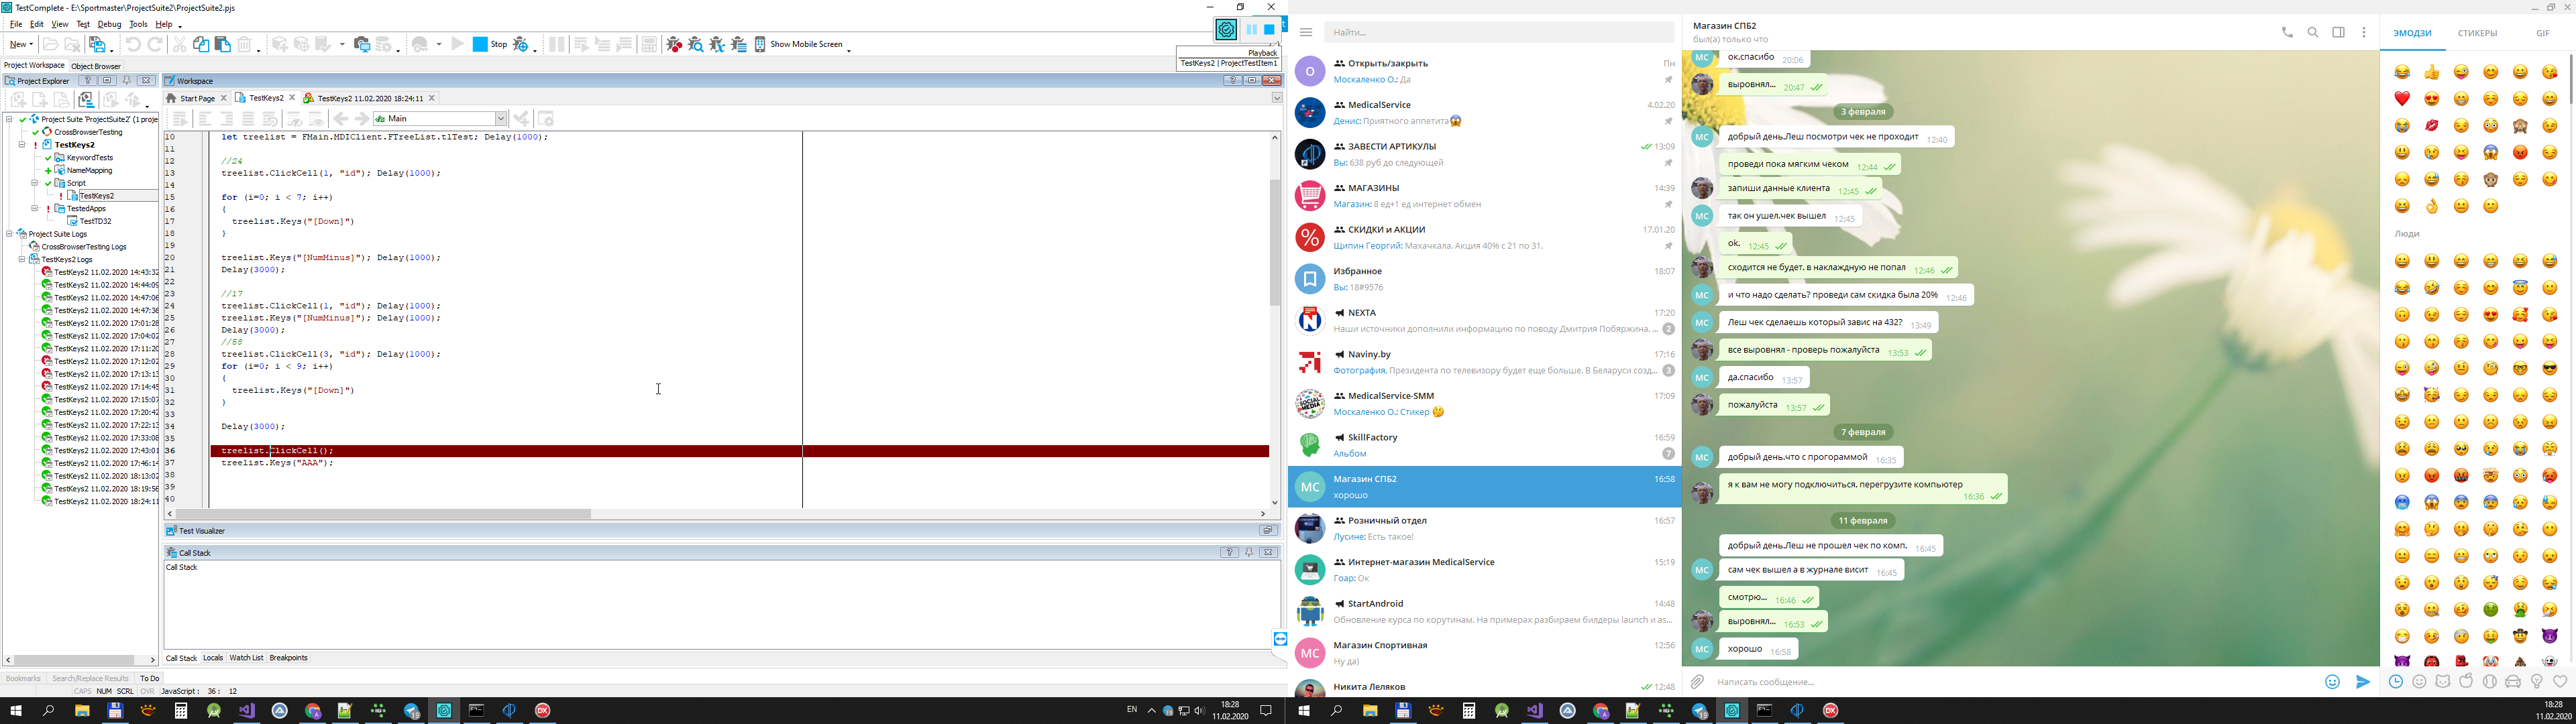 TestComplete - E:\Sportmaster\ProjectSuite2\ProjectSuite2.pjs
File Edit View Test Debug Tools Help
New
Stop
Show Mobile Screen
Playback
TestKeys2 | ProjectTestItem1
Project Workspace Object Browser
Project Explorer
Project Suite 'ProjectSuite2' (1 proje
CrossBrowserTesting
TestKeys2
KeywordTests
NameMapping
Script
TestKeys2
TestedApps
TestTD32
Project Suite Logs
CrossBrowserTesting Logs
TestKeys2 Logs
TestKeys2 11.02.2020 14:43:32
TestKeys2 11.02.2020 14:44:09
TestKeys2 11.02.2020 14:47:06
TestKeys2 11.02.2020 14:47:36
TestKeys2 11.02.2020 17:01:28
TestKeys2 11.02.2020 17:04:02
TestKeys2 11.02.2020 17:11:20
TestKeys2 11.02.2020 17:12:02
TestKeys2 11.02.2020 17:13:13
TestKeys2 11.02.2020 17:14:45
TestKeys2 11.02.2020 17:15:07
TestKeys2 11.02.2020 17:20:42
TestKeys2 11.02.2020 17:22:13
TestKeys2 11.02.2020 17:33:08
TestKeys2 11.02.2020 17:43:01
TestKeys2 11.02.2020 17:46:14
TestKeys2 11.02.2020 18:13:02
TestKeys2 11.02.2020 18:19:56
TestKeys2 11.02.2020 18:24:11
Workspace
Start Page TestKeys2 TestKeys2 11.02.2020 18:24:11
Main
10 let treelist = FMain.MDIClient.FTreeList.tlTest; Delay(1000);
11
12 //24
13 treelist.ClickCell(1, "id"); Delay(1000);
14
15 for (i=0; i < 7; i++)
16 {
17 treelist.Keys("[Down]")
18 }
19
20 treelist.Keys("[NumMinus]"); Delay(1000);
21 Delay(3000);
22
23 //17
24 treelist.ClickCell(1, "id"); Delay(1000);
25 treelist.Keys("[NumMinus]"); Delay(1000);
26 Delay(3000);
27 //58
28 treelist.ClickCell(3, "id"); Delay(1000);
29 for (i=0; i < 9; i++)
30 {
31 treelist.Keys("[Down]")
32 }
33
34 Delay(3000);
35
36 treelist.ClickCell();
37 treelist.Keys("AAA");
38
39
40
Test Visualizer
Call Stack
Call Stack
Call Stack Locals Watch List Breakpoints
Bookmarks Search/Replace Results To Do
CAPS NUM SCRL OVR JavaScript : 36 : 12
EN 18:28
11.02.2020
Найти...
О Открыть/закрыть Пн
Москаленко О.: Да
MedicalService 4.02.20
Денис: Приятного аппетита😱
ЗАВЕСТИ АРТИКУЛЫ 13:09
Вы: 638 руб до следующей
МАГАЗИНЫ 14:39
Магазин: 8 ед+1 ед интернет обмен
СКИДКИ и АКЦИИ 17.01.20
Щипин Георгий: Махачкала. Акция 40% с 21 по 31.
Избранное 18:07
Вы: 18#9576
NEXTA 17:20
Наши источники дополнили информацию по поводу Дмитрия Побяржина. ... 2
Naviny.by 17:16
Фотография, Президента по телевизору будет еще больше. В Беларуси созд... 3
MedicalService-SMM 17:09
Москаленко О.: Стикер 🤔
SkillFactory 16:59
Альбом 7
МС Магазин СПБ2 16:58
хорошо
Розничный отдел 16:57
Лусине: Есть такое!
Интернет-магазин MedicalService 15:19
Гоар: Ок
StartAndroid 14:48
Обновление курса по корутинам. На примерах разбираем билдеры launch и as...
МС Магазин Спортивная 12:56
Ну да)
Никита Леляков 12:48
Магазин СПБ2
был(а) только что
МС ок.спасибо 20:06
выровнял... 20:47
3 февраля
МС добрый день.Леш посмотри чек не проходит 12:40
проведи пока мягким чеком 12:44
запиши данные клиента 12:45
МС так он ушел.чек вышел 12:45
ok. 12:45
сходится не будет. в наклаждную не попал 12:46
МС и что надо сделать? проведи сам скидка была 20% 12:46
МС Леш чек сделаешь который завис на 432? 13:49
все выровнял - проверь пожалуйста 13:53
МС да.спасибо 13:57
пожалуйста 13:57
7 февраля
МС добрый день.что с прогораммой 16:35
я к вам не могу подключиться. перегрузите компьютер 16:36
11 февраля
добрый день.Леш не прошел чек по комп. 16:45
МС сам чек вышел а в журнале висит 16:45
смотрю... 16:46
выровнял... 16:53
МС хорошо 16:58
Написать сообщение...
ЭМОДЗИ СТИКЕРЫ GIF
Люди
18:28
11.02.2020